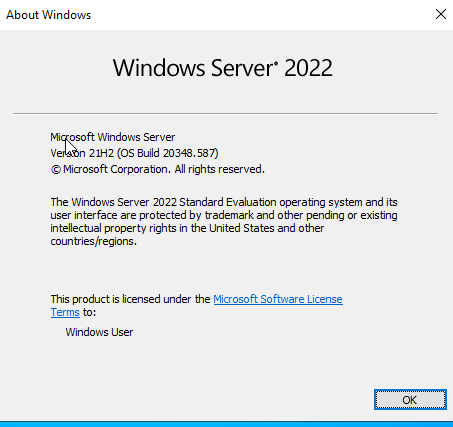 About Windows
Windows Server® 2022
Microsoft Windows Server
Version 21H2 (OS Build 20348.587)
© Microsoft Corporation. All rights reserved.
The Windows Server 2022 Standard Evaluation operating system and its
user interface are protected by trademark and other pending or existing
intellectual property rights in the United States and other
countries/regions.
This product is licensed under the Microsoft Software License
Terms to:
Windows User
OK